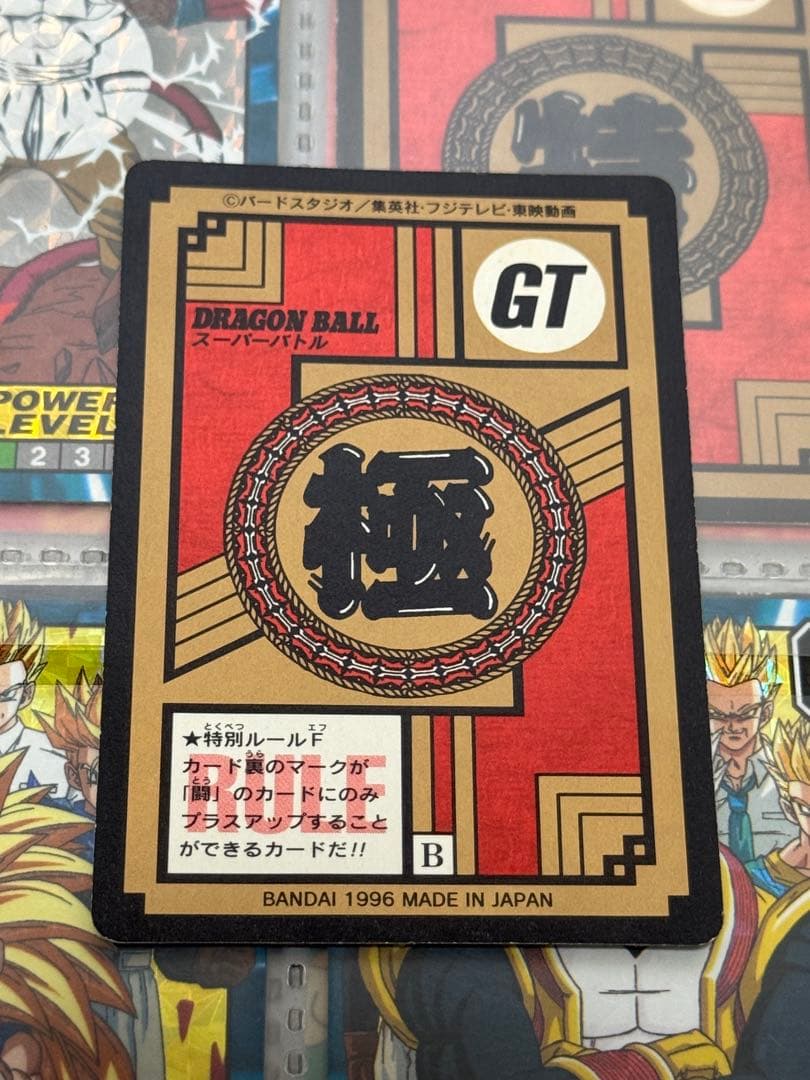 ©バードスタジオ／集英社・フジテレビ・東映動画
GT
DRAGON BALL
スーパーバトル
極
★特別ルールF
とくべつ エフ
カード裏のマークが
うら
「闘」のカードにのみ
とう
プラスアップすること
ができるカードだ!!
RULE
B
BANDAI 1996 MADE IN JAPAN
POWER
LEVEL
2 3